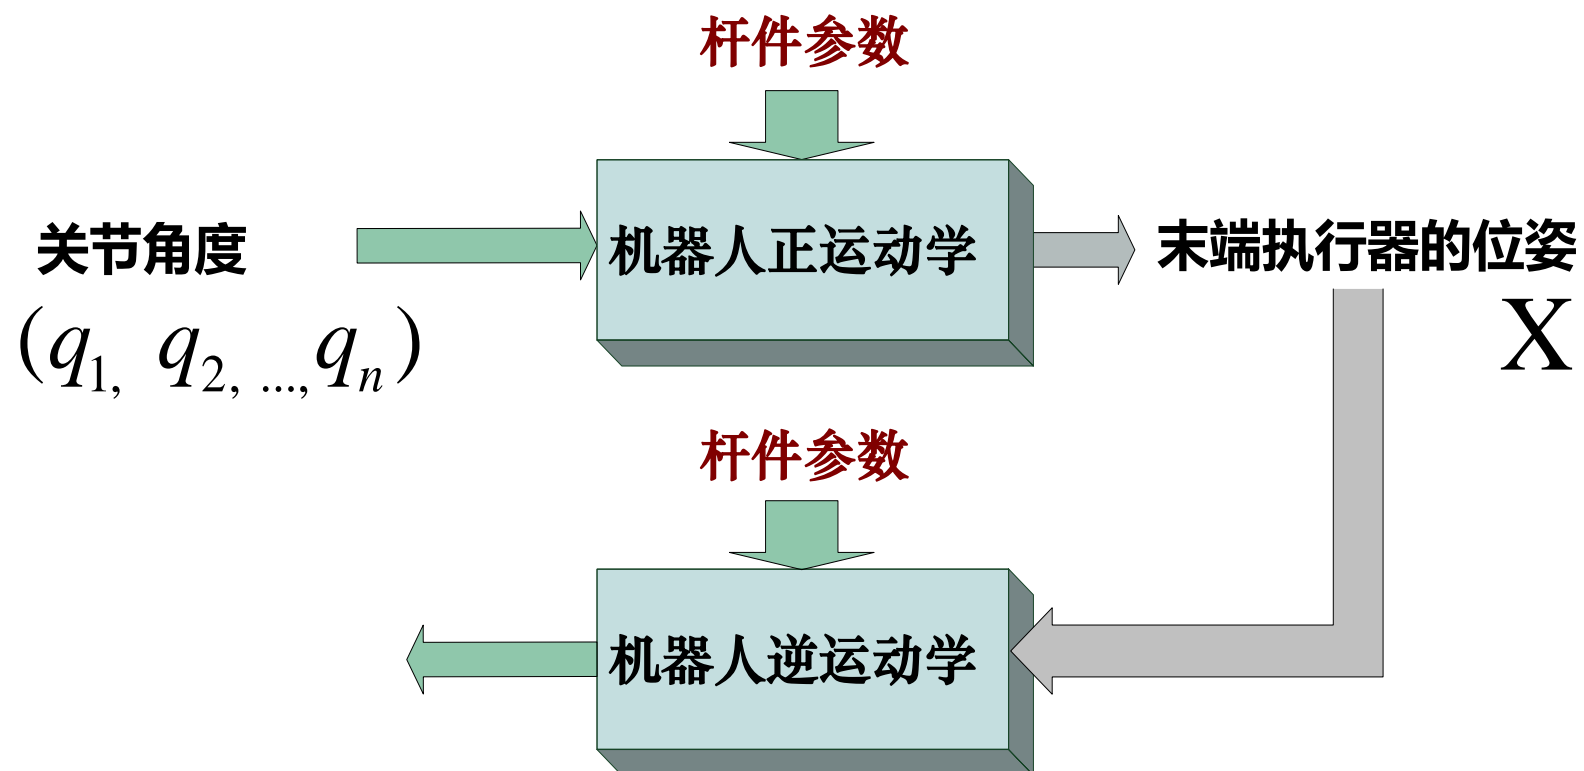 杆件参数
关节角度
机器人正运动学
末端执行器的位姿
(q₁, q₂, ..., qₙ)
X
杆件参数
机器人逆运动学